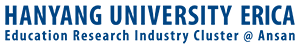 HANYANG UNIVERSITY ERICA
Education Research Industry Cluster @ Ansan